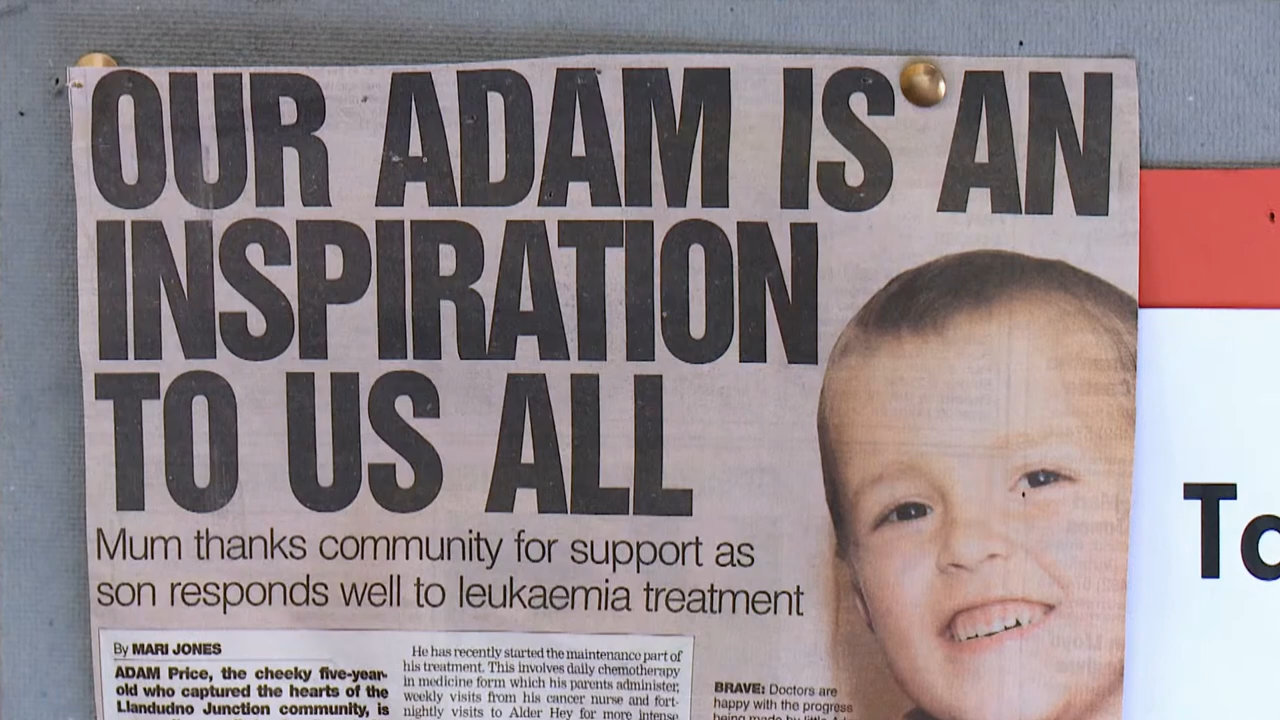 OUR ADAM IS AN
INSPIRATION
TO US ALL
Mum thanks community for support as
son responds well to leukaemia treatment
By MARI JONES
ADAM Price, the cheeky five-year-
old who captured the hearts of the
Llandudno Junction community, is
He has recently started the maintenance part of
his treatment. This involves daily chemotherapy
in medicine form which his parents administer,
weekly visits from his cancer nurse and fort-
nightly visits to Alder Hey for more intense
BRAVE: Doctors are
happy with the progress
being made by little
To